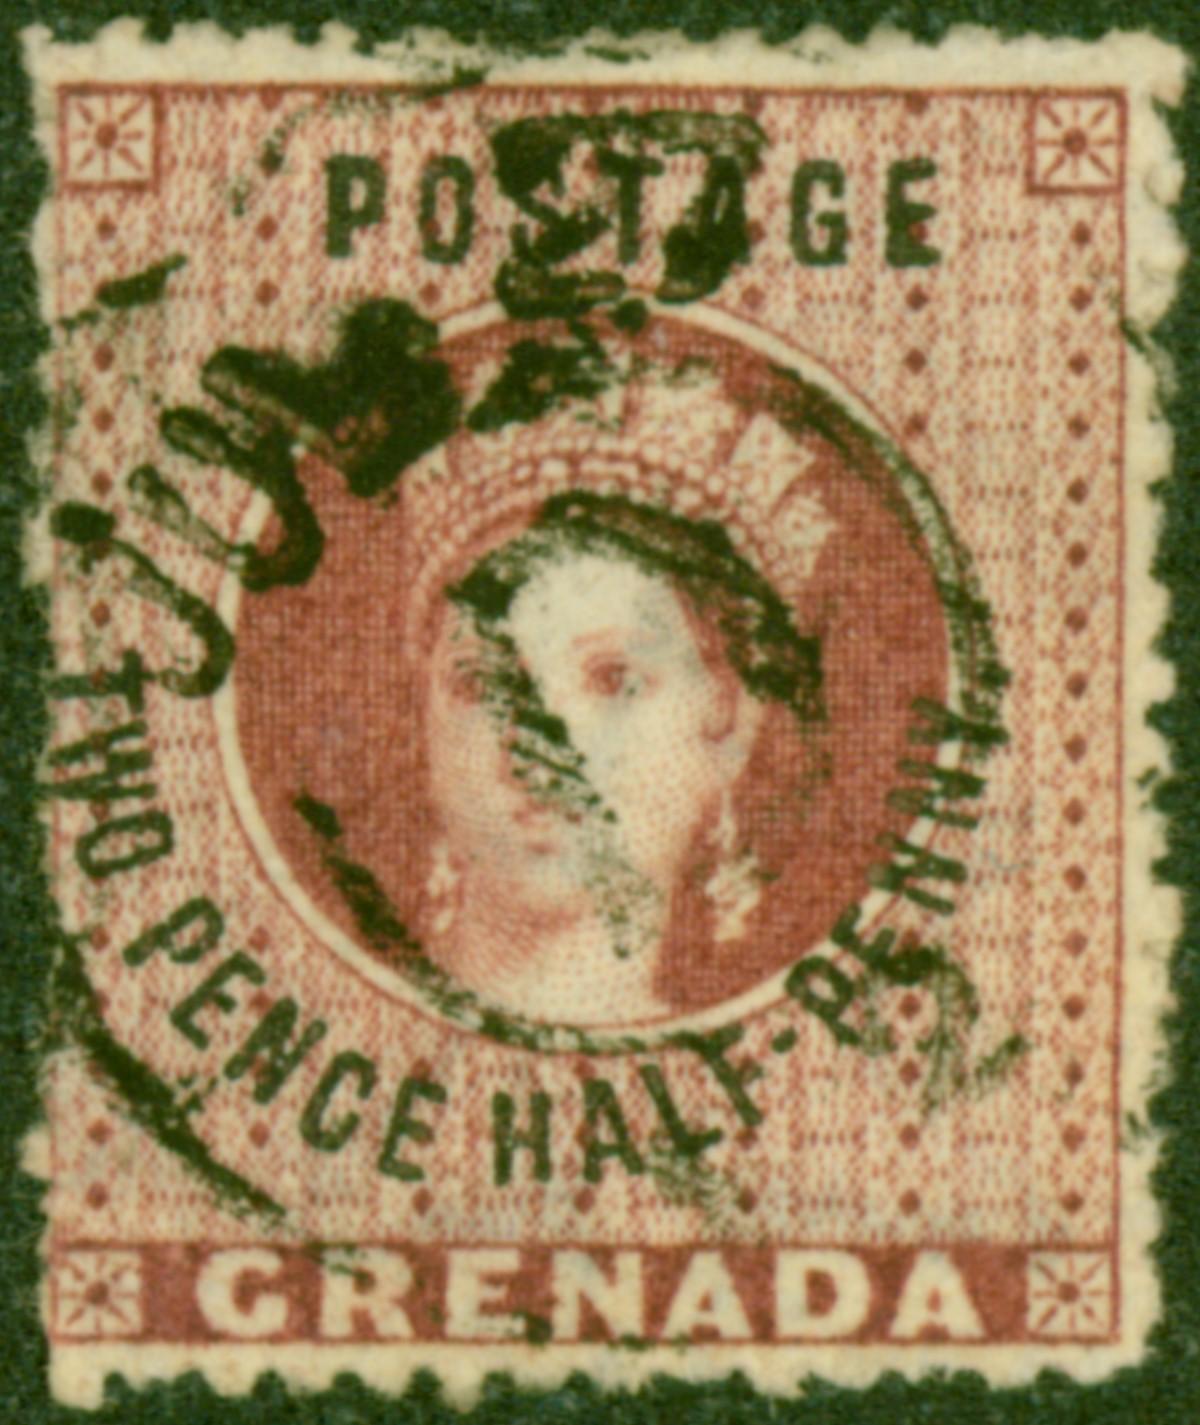 POSTAGE
TWO PENCE HALF-PENNY
GRENADA